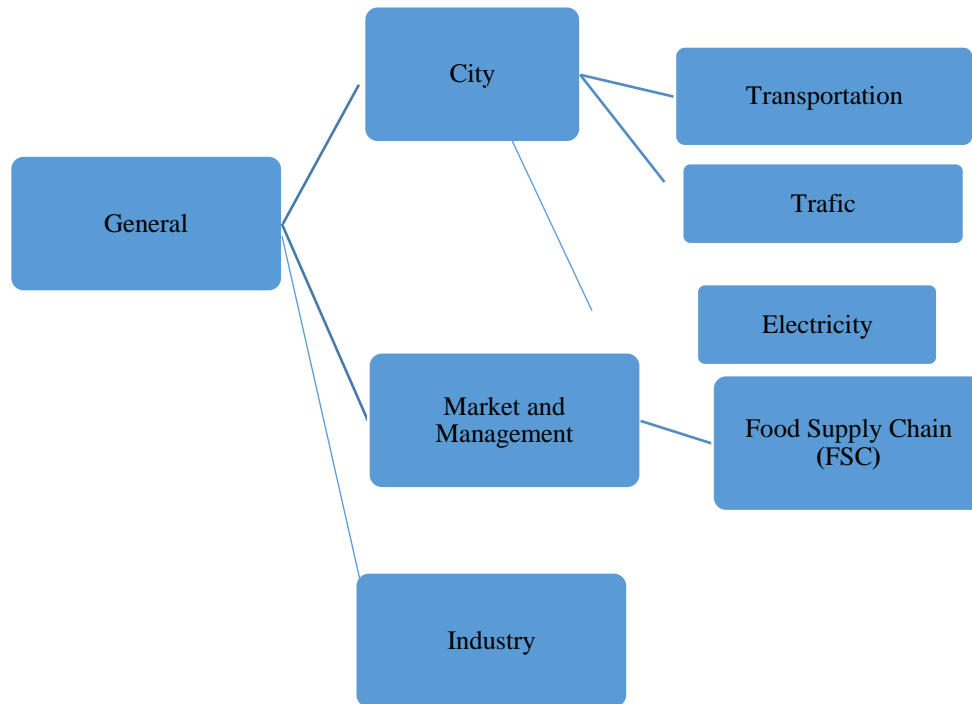 City
Transportation
Trafic
General
Electricity
Market and
Management
Food Supply Chain
(FSC)
Industry